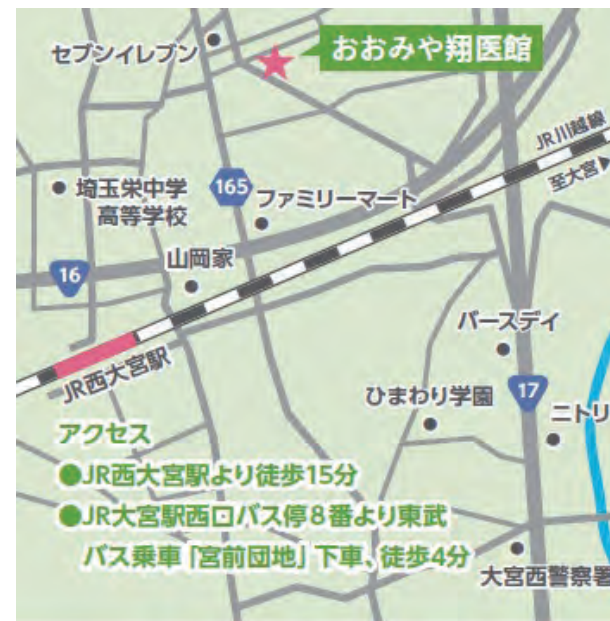 セブンイレブン
おおみや翔医館
JR川越線
至大宮▶
埼玉栄中学
高等学校
165
ファミリーマート
山岡家
16
JR西大宮駅
バースデイ
17
ひまわり学園
ニトリ
アクセス
●JR西大宮駅より徒歩15分
●JR大宮駅西口バス停8番より東武
バス乗車「宮前団地」下車、徒歩4分
大宮西警察署